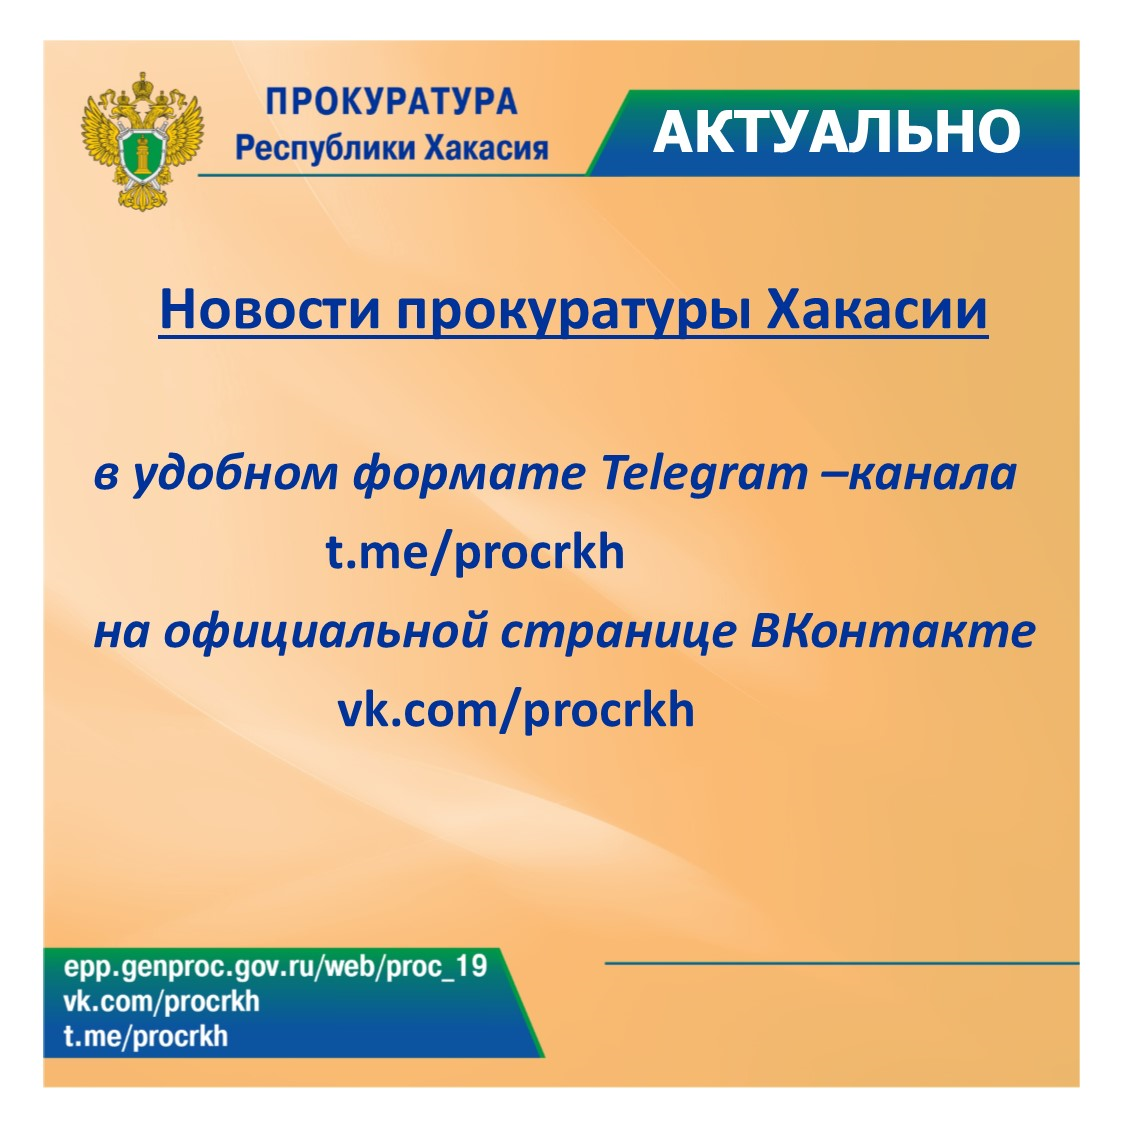 ПРОКУРАТУРА
Республики Хакасия
АКТУАЛЬНО
Новости прокуратуры Хакасии
в удобном формате Telegram –канала
t.me/procrkh
на официальной странице ВКонтакте
vk.com/procrkh
epp.genproc.gov.ru/web/proc_19
vk.com/procrkh
t.me/procrkh